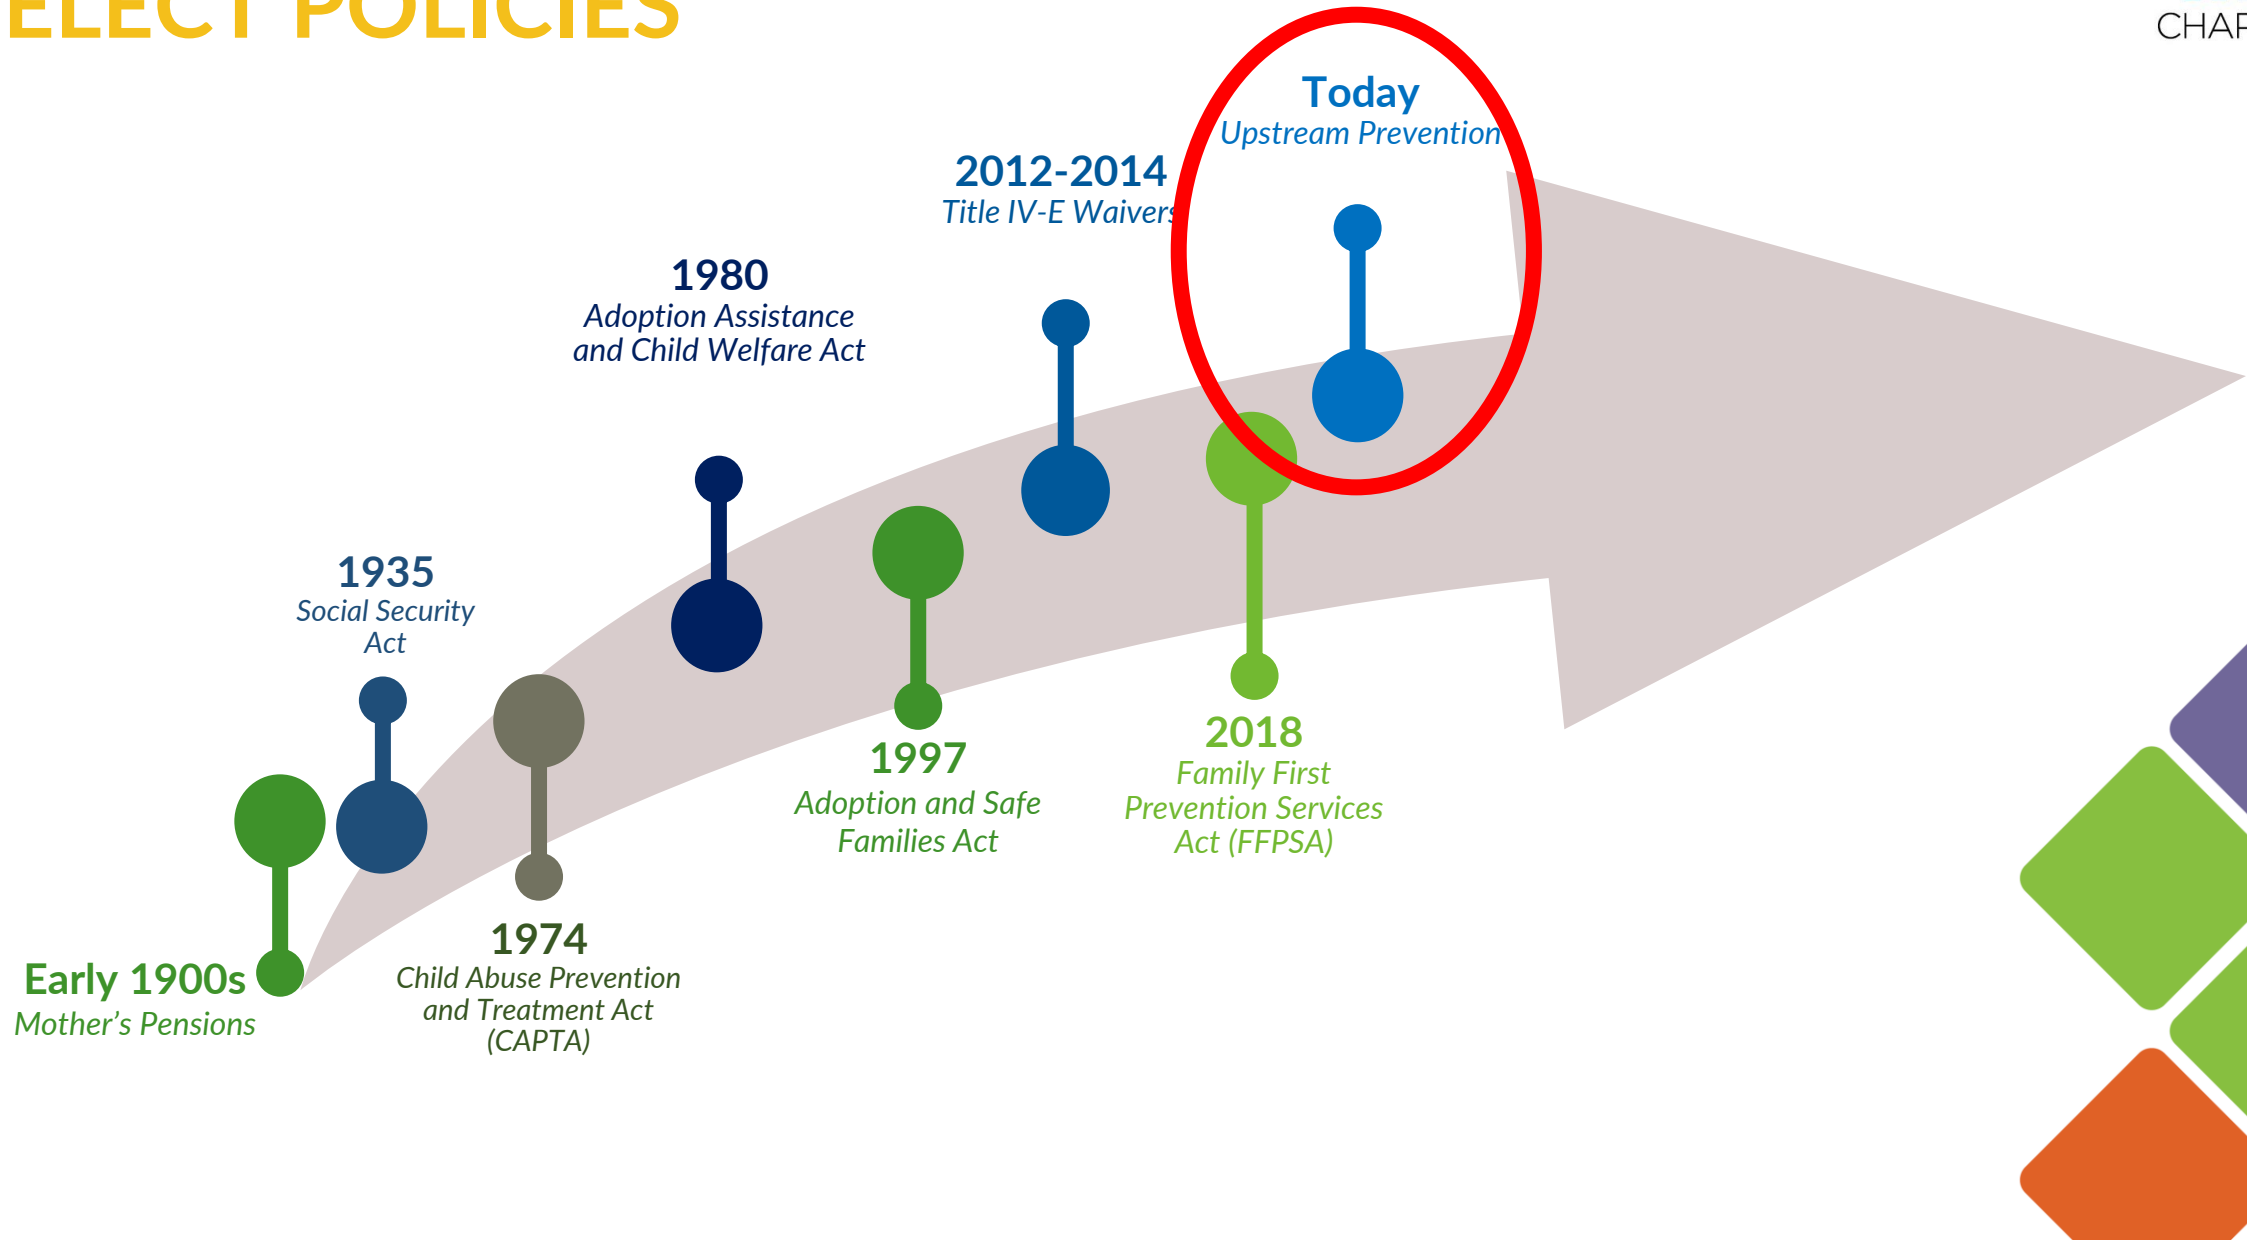 ELECT POLICIES
CHAP
Today
Upstream Prevention
2012-2014
Title IV-E Waivers
1980
Adoption Assistance
and Child Welfare Act
1935
Social Security
Act
1997
Adoption and Safe
Families Act
2018
Family First
Prevention Services
Act (FFPSA)
1974
Child Abuse Prevention
and Treatment Act
(CAPTA)
Early 1900s
Mother’s Pensions